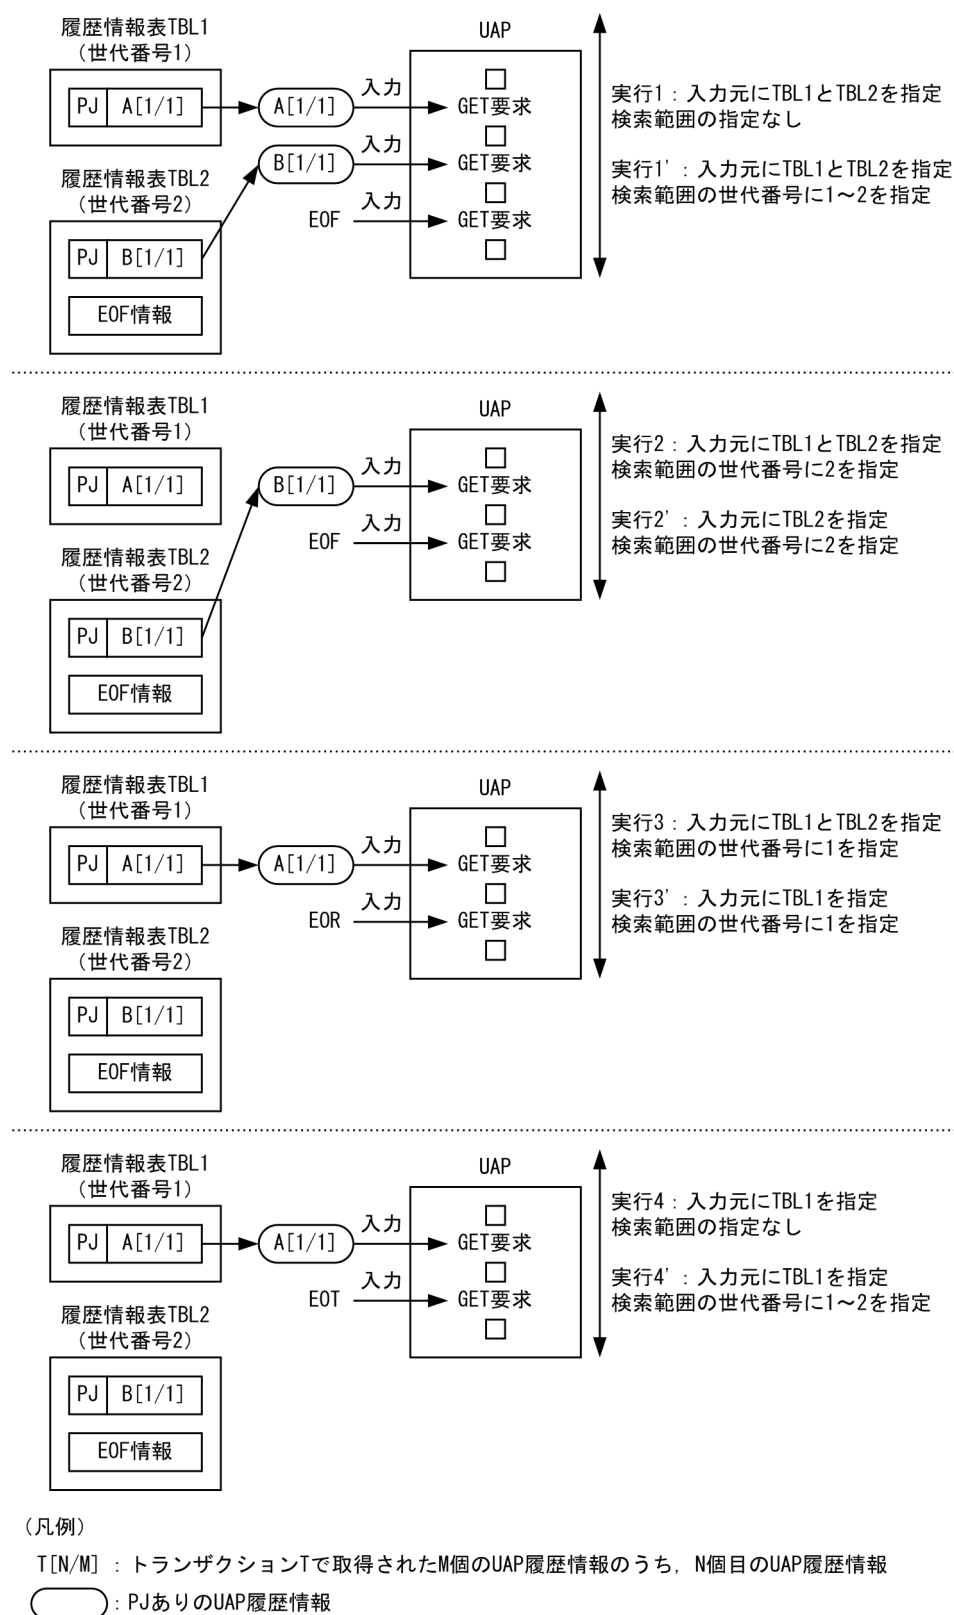 履歴情報表TBL1
（世代番号1）
PJ A[1/1]
履歴情報表TBL2
（世代番号2）
PJ B[1/1]
EOF情報
A[1/1]
B[1/1]
EOF
入力
入力
入力
UAP
GET要求
GET要求
GET要求
実行1：入力元にTBL1とTBL2を指定
検索範囲の指定なし
実行1'：入力元にTBL1とTBL2を指定
検索範囲の世代番号に1～2を指定
履歴情報表TBL1
（世代番号1）
PJ A[1/1]
履歴情報表TBL2
（世代番号2）
PJ B[1/1]
EOF情報
B[1/1]
EOF
入力
入力
UAP
GET要求
GET要求
実行2：入力元にTBL1とTBL2を指定
検索範囲の世代番号に2を指定
実行2'：入力元にTBL2を指定
検索範囲の世代番号に2を指定
履歴情報表TBL1
（世代番号1）
PJ A[1/1]
履歴情報表TBL2
（世代番号2）
PJ B[1/1]
EOF情報
A[1/1]
EOR
入力
入力
UAP
GET要求
GET要求
実行3：入力元にTBL1とTBL2を指定
検索範囲の世代番号に1を指定
実行3'：入力元にTBL1を指定
検索範囲の世代番号に1を指定
履歴情報表TBL1
（世代番号1）
PJ A[1/1]
履歴情報表TBL2
（世代番号2）
PJ B[1/1]
EOF情報
A[1/1]
EOT
入力
入力
UAP
GET要求
GET要求
実行4：入力元にTBL1を指定
検索範囲の指定なし
実行4'：入力元にTBL1を指定
検索範囲の世代番号に1～2を指定
（凡例）
T[N/M]：トランザクションTで取得されたM個のUAP履歴情報のうち，N個目のUAP履歴情報
：PJありのUAP履歴情報